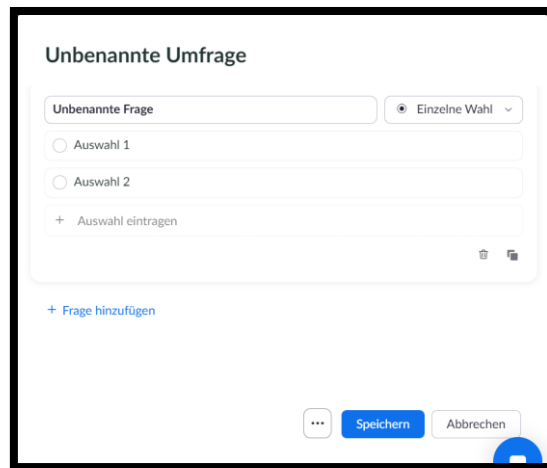 Unbenannte Umfrage
Unbenannte Frage
Einzelne Wahl
Auswahl 1
Auswahl 2
+ Auswahl eintragen
+ Frage hinzufügen
Speichern
Abbrechen